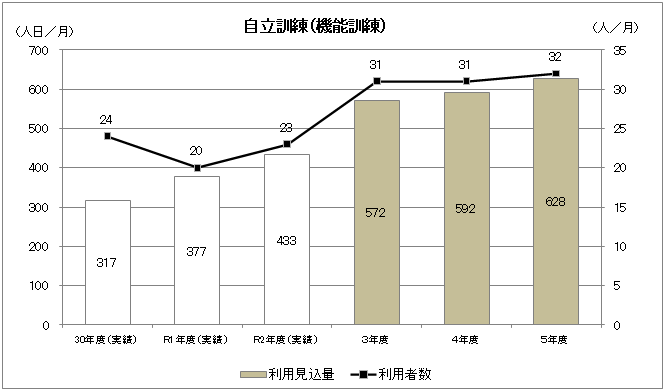 自立訓練（機能訓練）
（人日／月）
（人／月）
700
600
500
400
300
200
100
0
35
30
25
20
15
10
5
0
24
20
23
31
31
32
317
377
433
572
592
628
30年度（実績）
R1年度（実績）
R2年度（実績）
3年度
4年度
5年度
利用見込量
利用者数